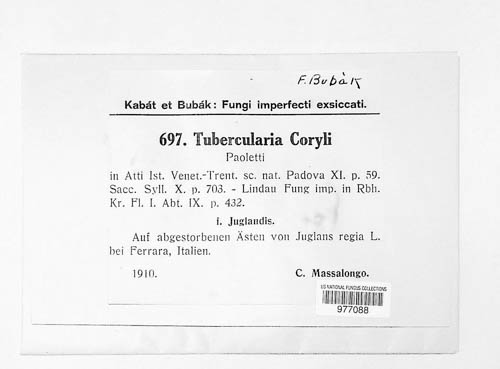 F. Bubák
Kabát et Bubák: Fungi imperfecti exsiccati.
697. Tubercularia Coryli
Paoletti
in Atti Ist. Venet.-Trent. sc. nat. Padova XI. p. 59.
Sacc. Syll. X. p. 703. - Lindau Fung imp. in Rbh.
Kr. Fl. I. Abt. IX. p. 432.
f. Juglandis.
Auf abgestorbenen Ästen von Juglans regia L.
bei Ferrara, Italien.
1910. C. Massalongo.
US NATIONAL FUNGUS COLLECTIONS
977088